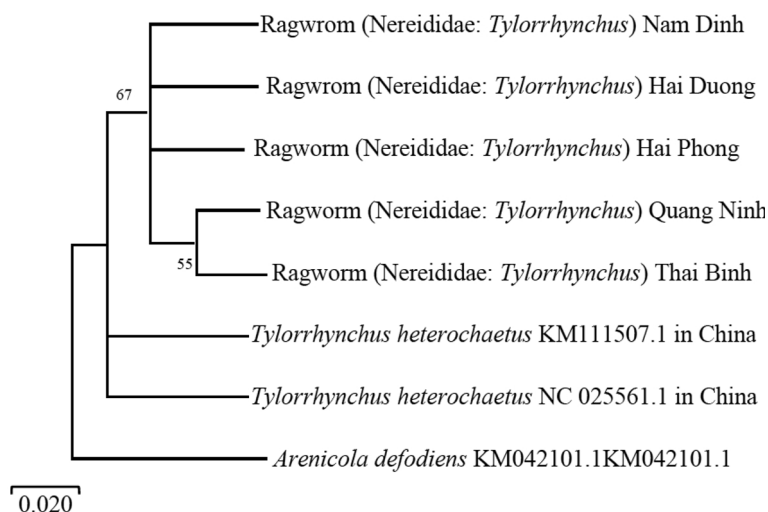 Ragwrom (Nereididae: Tylorrhynchus) Nam Dinh
67
Ragwrom (Nereididae: Tylorrhynchus) Hai Duong
Ragworm (Nereididae: Tylorrhynchus) Hai Phong
Ragworm (Nereididae: Tylorrhynchus) Quang Ninh
55
Ragworm (Nereididae: Tylorrhynchus) Thai Binh
Tylorrhynchus heterochaetus KM111507.1 in China
Tylorrhynchus heterochaetus NC 025561.1 in China
Arenicola defodiens KM042101.1KM042101.1
0.020